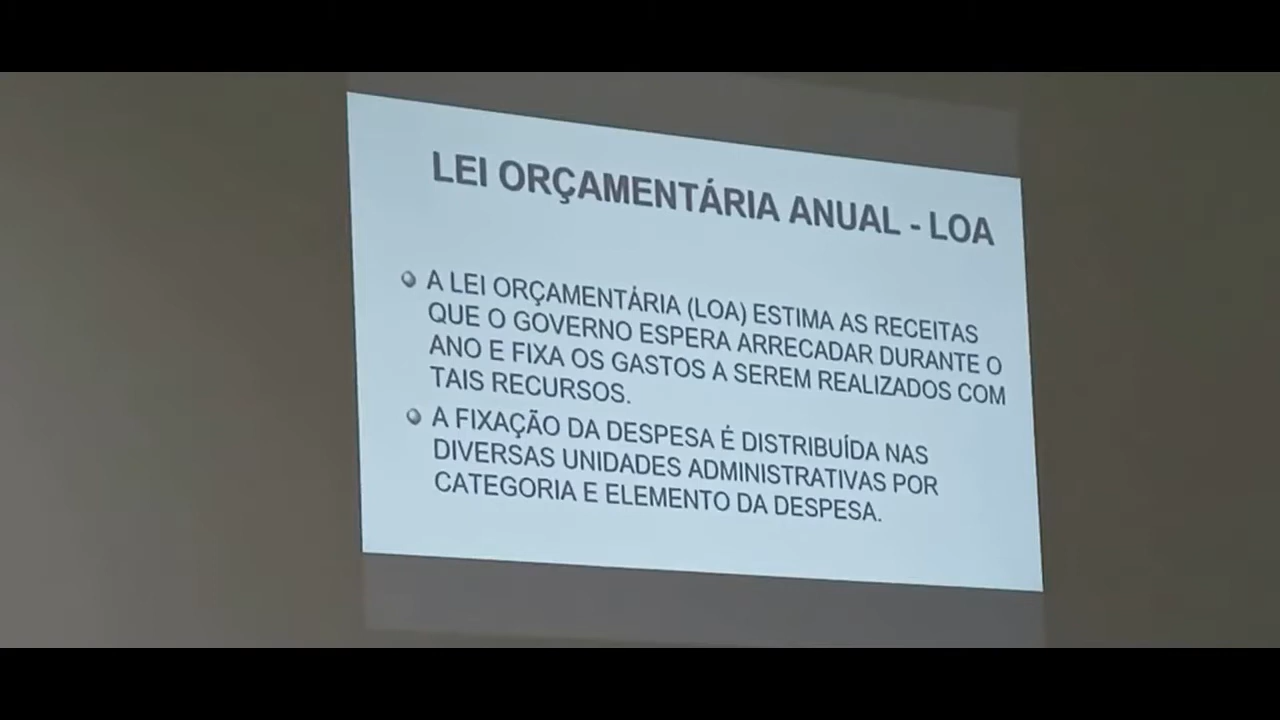 LEI ORÇAMENTÁRIA ANUAL - LOA
A LEI ORÇAMENTÁRIA (LOA) ESTIMA AS RECEITAS
QUE O GOVERNO ESPERA ARRECADAR DURANTE O
ANO E FIXA OS GASTOS A SEREM REALIZADOS COM
TAIS RECURSOS.
A FIXAÇÃO DA DESPESA É DISTRIBUÍDA NAS
DIVERSAS UNIDADES ADMINISTRATIVAS POR
CATEGORIA E ELEMENTO DA DESPESA.